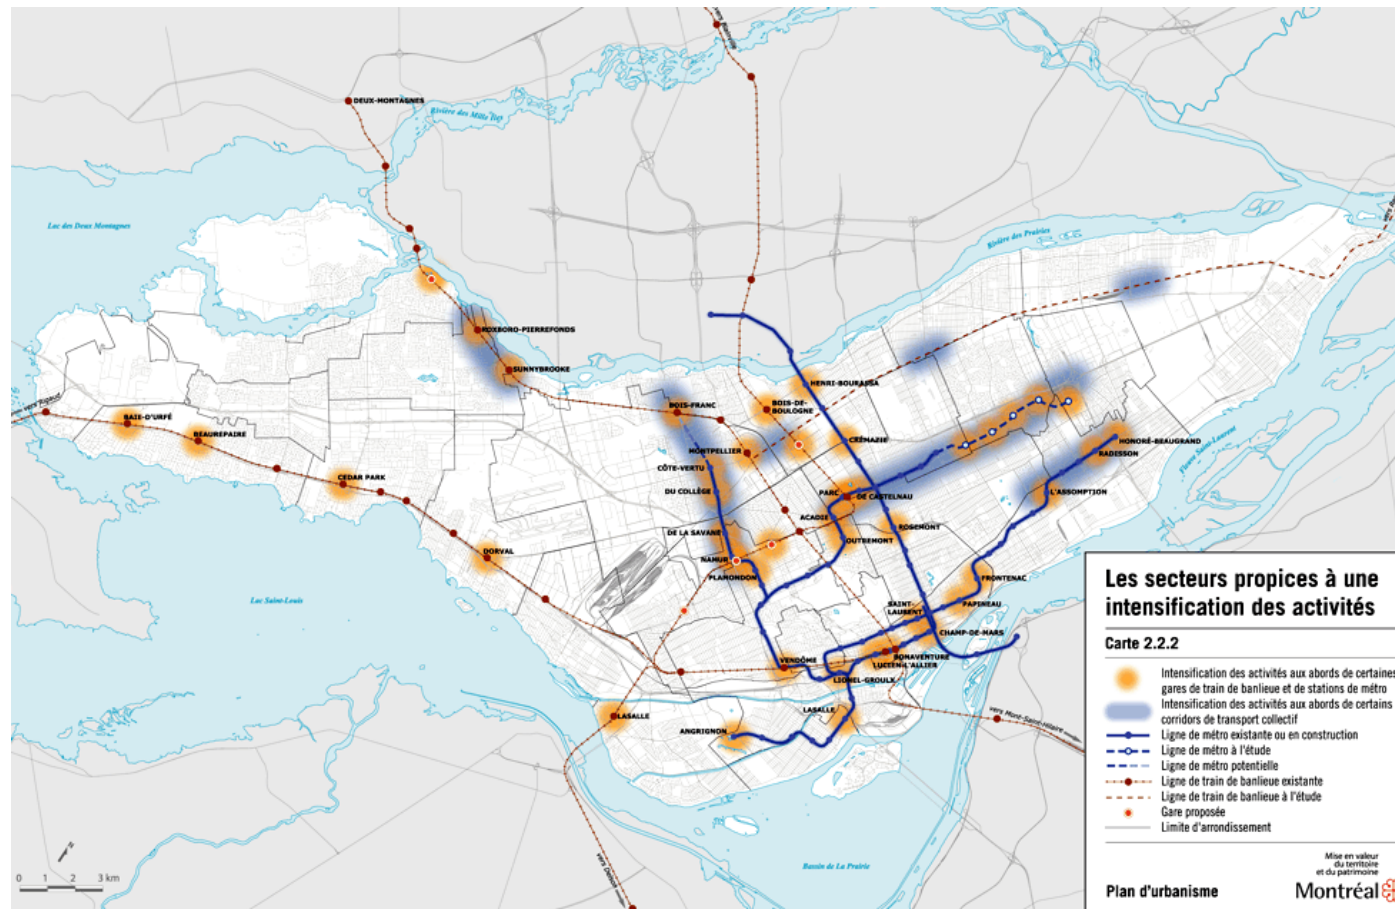 DEUX-MONTAGNES
Rivière des Mille Îles
Lac des Deux Montagnes
Rivière des Prairies
ROXBORO-PIERREFONDS
SUNNYBROOKE
vers Rigaud
BAIE-D'URFÉ
BEAUREPAIRE
CEDAR PARK
DORVAL
BOIS-FRANC
BOIS-DE-
BOULOGNE
HENRI-BOURASSA
MONTPELLIER
CRÉMAZIE
CÔTE-VERTU
DU COLLÈGE
PARC
DE CASTELNAU
ACADIE
OUTREMONT
ROSEMONT
DE LA SAVANE
NAMUR
PLAMONDON
HONORÉ-BEAUGRAND
RADISSON
L'ASSOMPTION
Fleuve Saint-Laurent
FRONTENAC
PAPINEAU
SAINT-
LAURENT
CHAMP-DE-MARS
BONAVENTURE
LUCIEN-L'ALLIER
VENDÔME
LIONEL-GROULX
LASALLE
LASALLE
ANGRIGNON
Lac Saint-Louis
vers Mont-Saint-Hilaire
vers Delson
Bassin de La Prairie
0 1 2 3 km
N
Les secteurs propices à une
intensification des activités
Carte 2.2.2
Intensification des activités aux abords de certaines
gares de train de banlieue et de stations de métro
Intensification des activités aux abords de certains
corridors de transport collectif
Ligne de métro existante ou en construction
Ligne de métro à l'étude
Ligne de métro potentielle
Ligne de train de banlieue existante
Ligne de train de banlieue à l'étude
Gare proposée
Limite d'arrondissement
Plan d'urbanisme
Mise en valeur
du territoire
et du patrimoine
Montréal